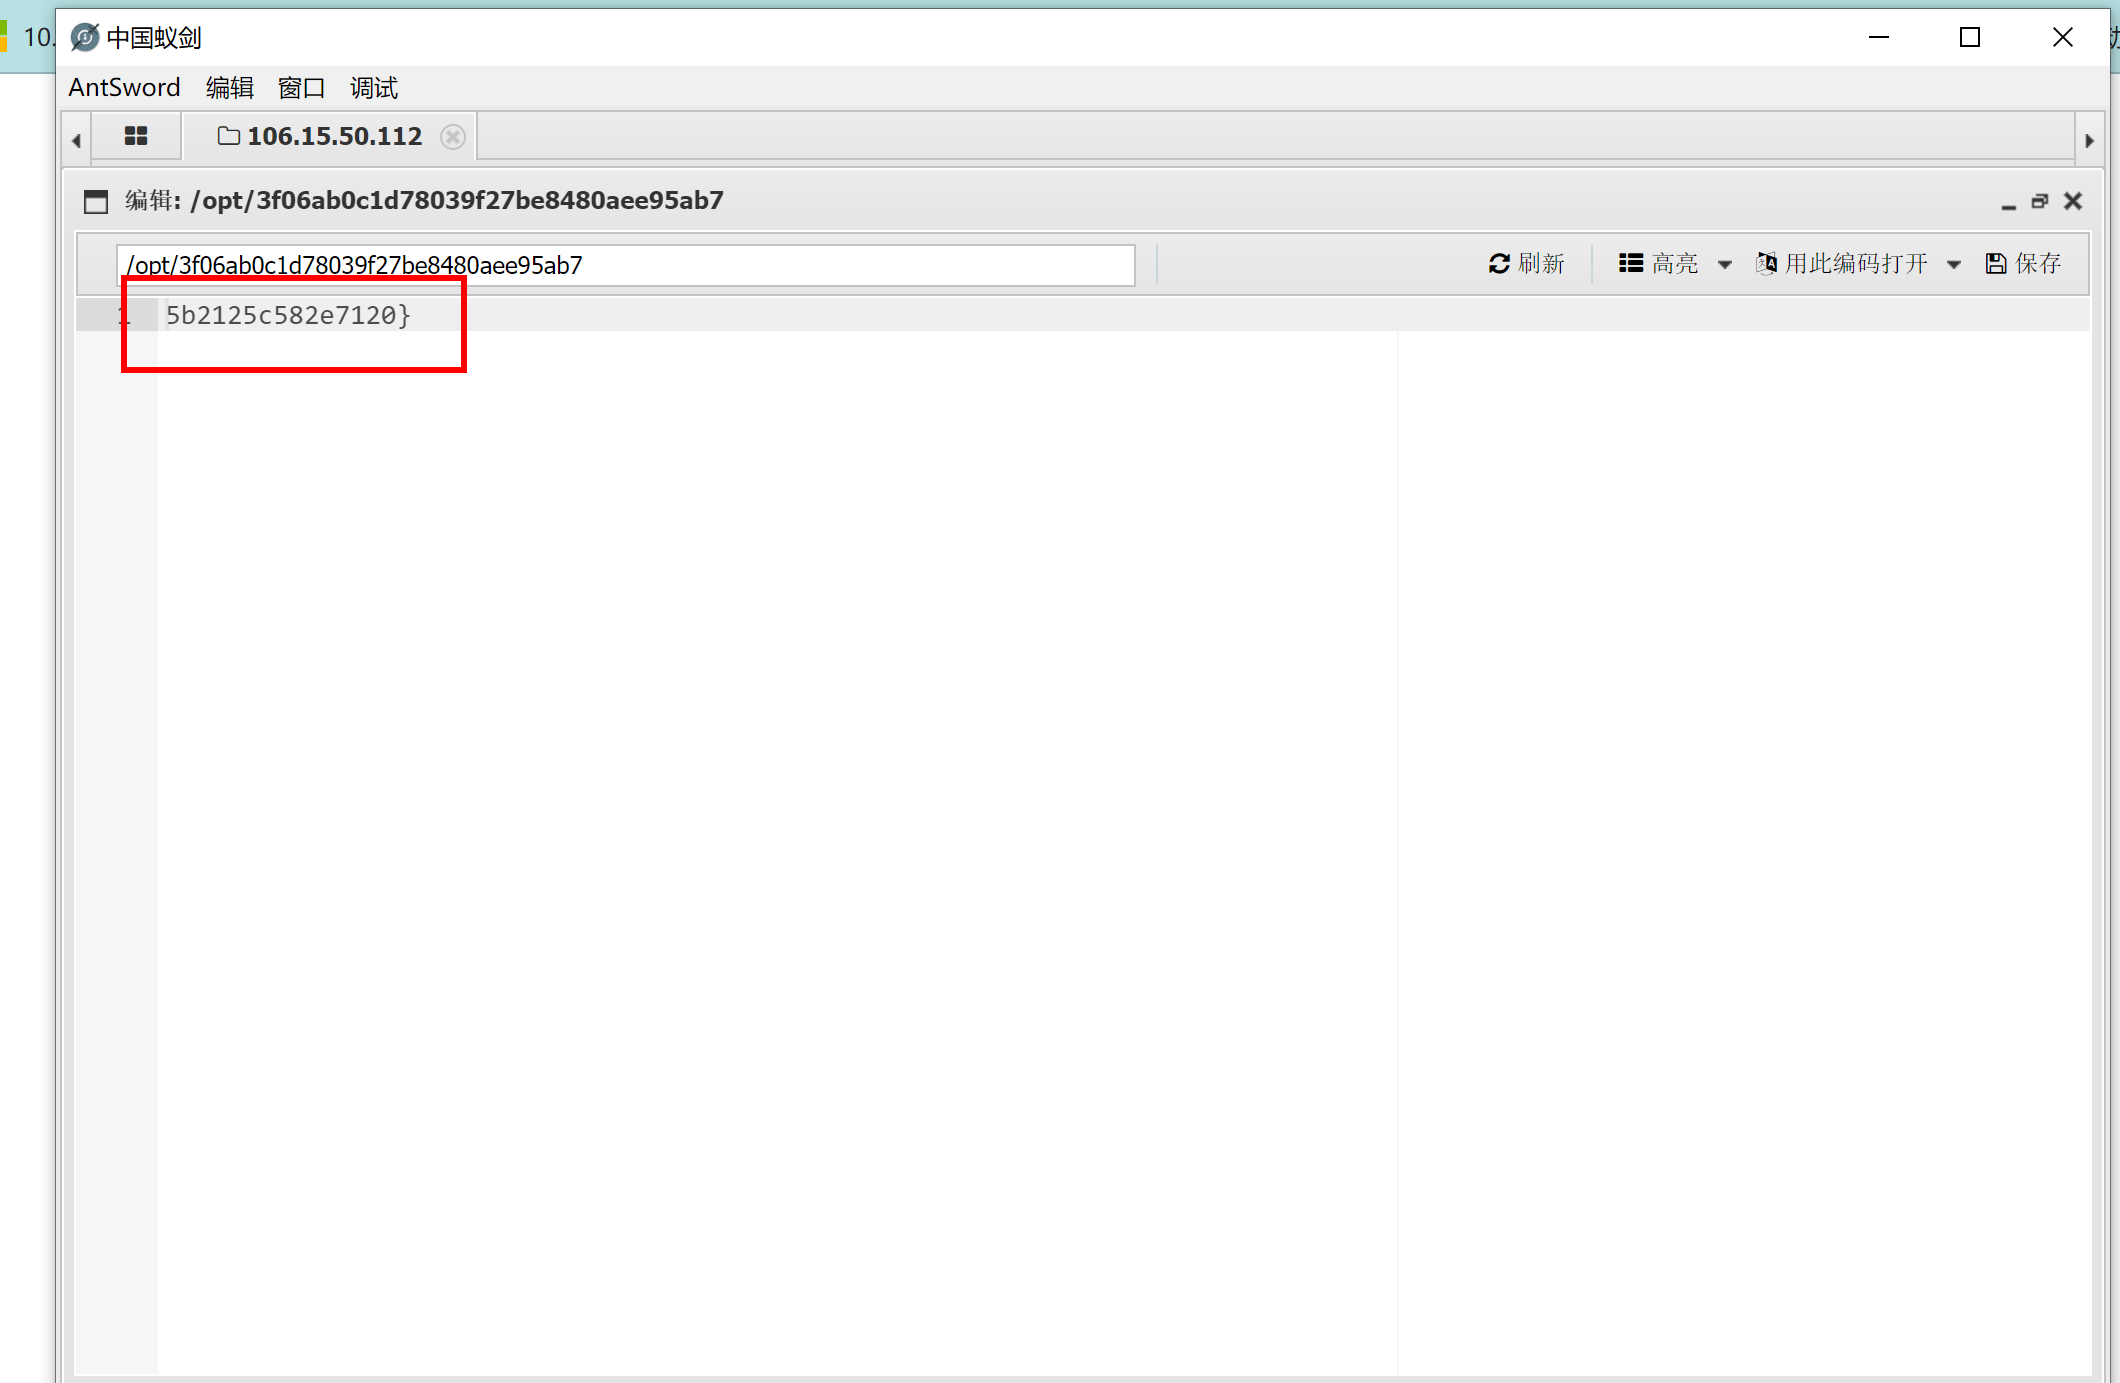 10.
中国蚁剑
AntSword 编辑 窗口 调试
106.15.50.112
编辑: /opt/3f06ab0c1d78039f27be8480aee95ab7
/opt/3f06ab0c1d78039f27be8480aee95ab7
刷新 高亮 用此编码打开 保存
1 5b2125c582e7120}